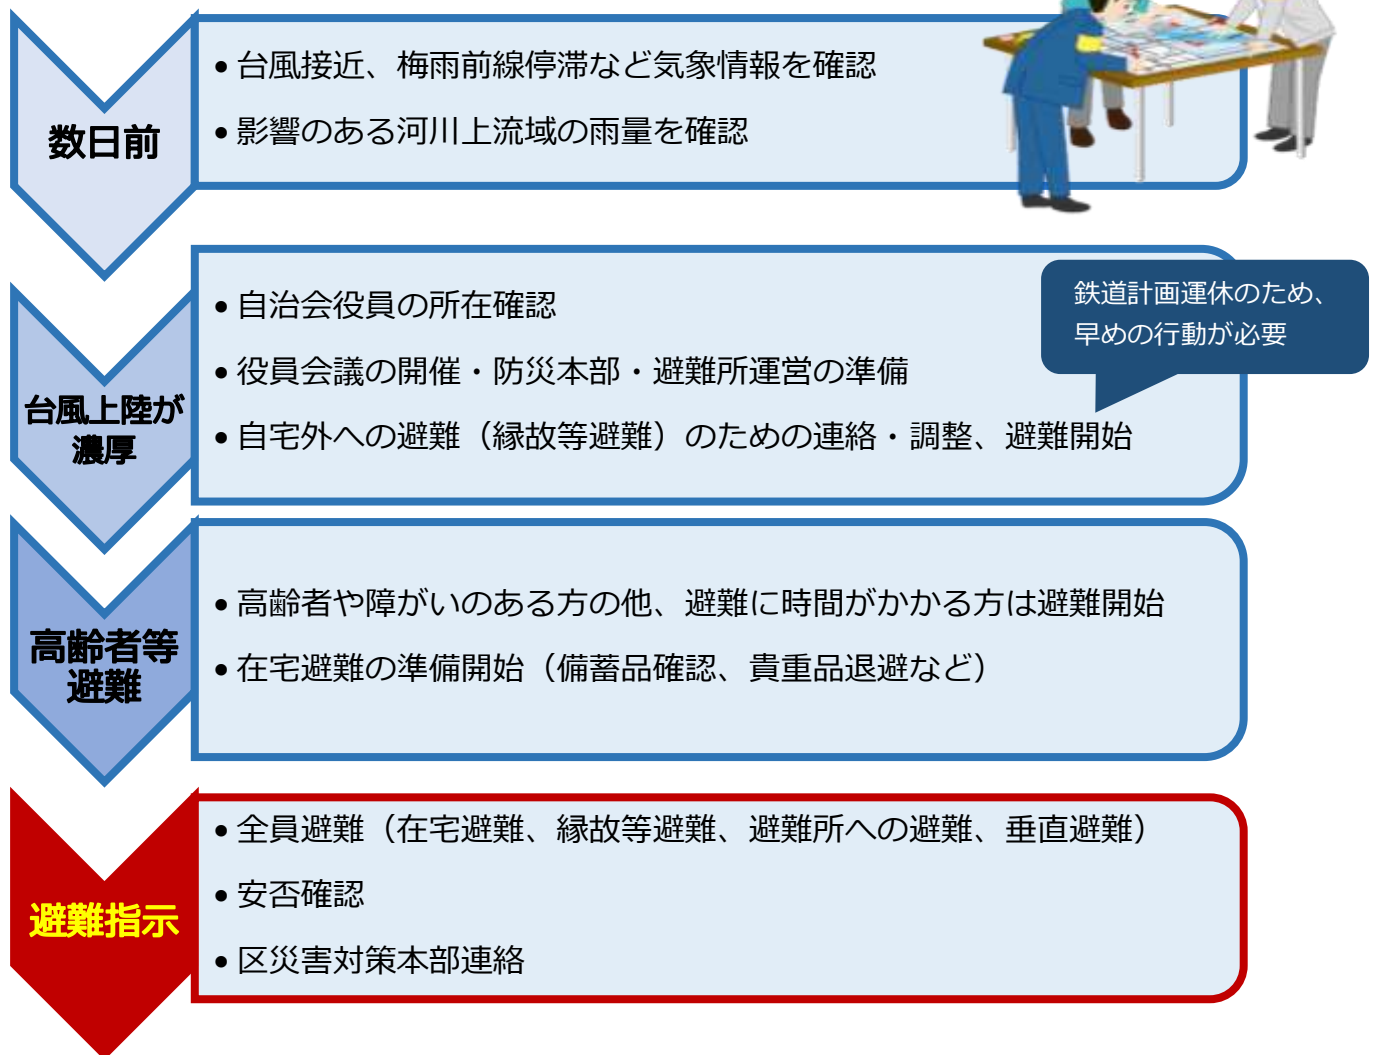 数日前
• 台風接近、梅雨前線停滞など気象情報を確認
• 影響のある河川上流域の雨量を確認
台風上陸が
濃厚
• 自治会役員の所在確認
• 役員会議の開催・防災本部・避難所運営の準備
• 自宅外への避難（縁故等避難）のための連絡・調整、避難開始
鉄道計画運休のため、
早めの行動が必要
高齢者等
避難
• 高齢者や障がいのある方の他、避難に時間がかかる方は避難開始
• 在宅避難の準備開始（備蓄品確認、貴重品退避など）
避難指示
• 全員避難（在宅避難、縁故等避難、避難所への避難、垂直避難）
• 安否確認
• 区災害対策本部連絡